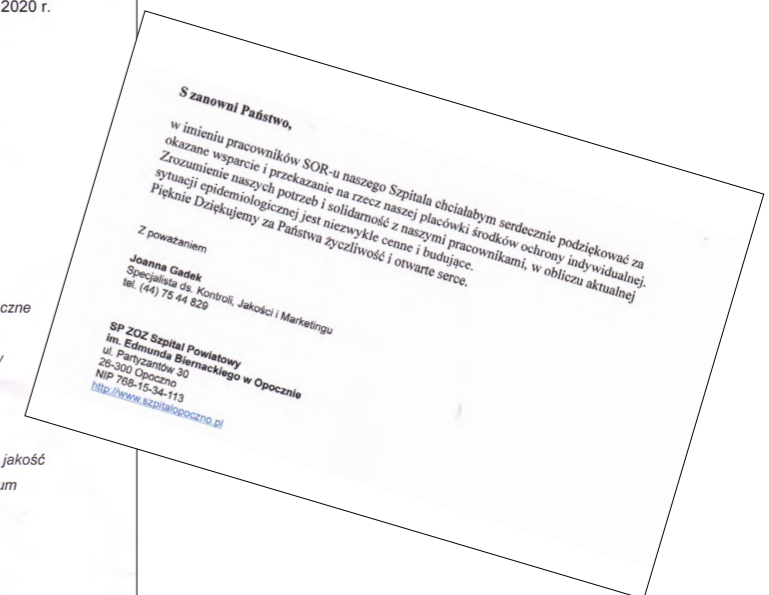 2020 r.
czne
y
jakość
um
S zanowni Państwo,
w imieniu pracowników SOR-u naszego Szpitala chciałabym serdecznie podziękować za
okazane wsparcie i przekazanie na rzecz naszej placówki środków ochrony indywidualnej.
Zrozumienie naszych potrzeb i solidarność z naszymi pracownikami, w obliczu aktualnej
sytuacji epidemiologicznej jest niezwykle cenne i budujące.
Pięknie Dziękujemy za Państwa życzliwość i otwarte serce.
Z poważaniem
Joanna Gadek
Specjalista ds. Kontroli, Jakości i Marketingu
tel. (44) 75 44 829
SP ZOZ Szpital Powiatowy
im. Edmunda Biernackiego w Opocznie
ul. Partyzantów 30
26-300 Opoczno
NIP 768-15-34-113
http://www.szpitalopoczno.pl